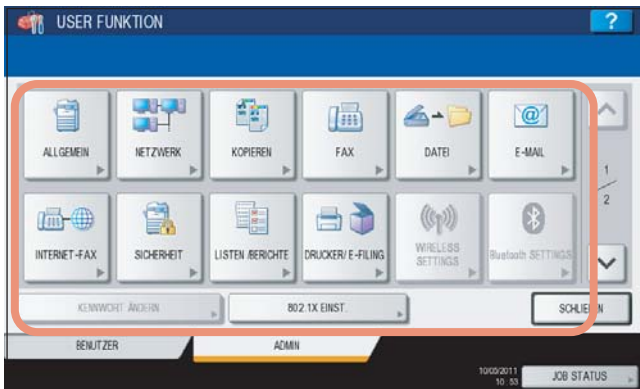 USER FUNKTION ?
ALLGEMEIN NETZWERK KOPIEREN FAX DATEI E-MAIL
1
2
INTERNET-FAX SICHERHEIT LISTEN /BERICHTE DRUCKER/ E-FILING WIRELESS SETTINGS Bluetooth SETTINGS
KENNWORT ÄNDERN 802.1X EINST. SCHLIEßEN
BENUTZER ADMIN
10/05/2011
10:53 JOB STATUS